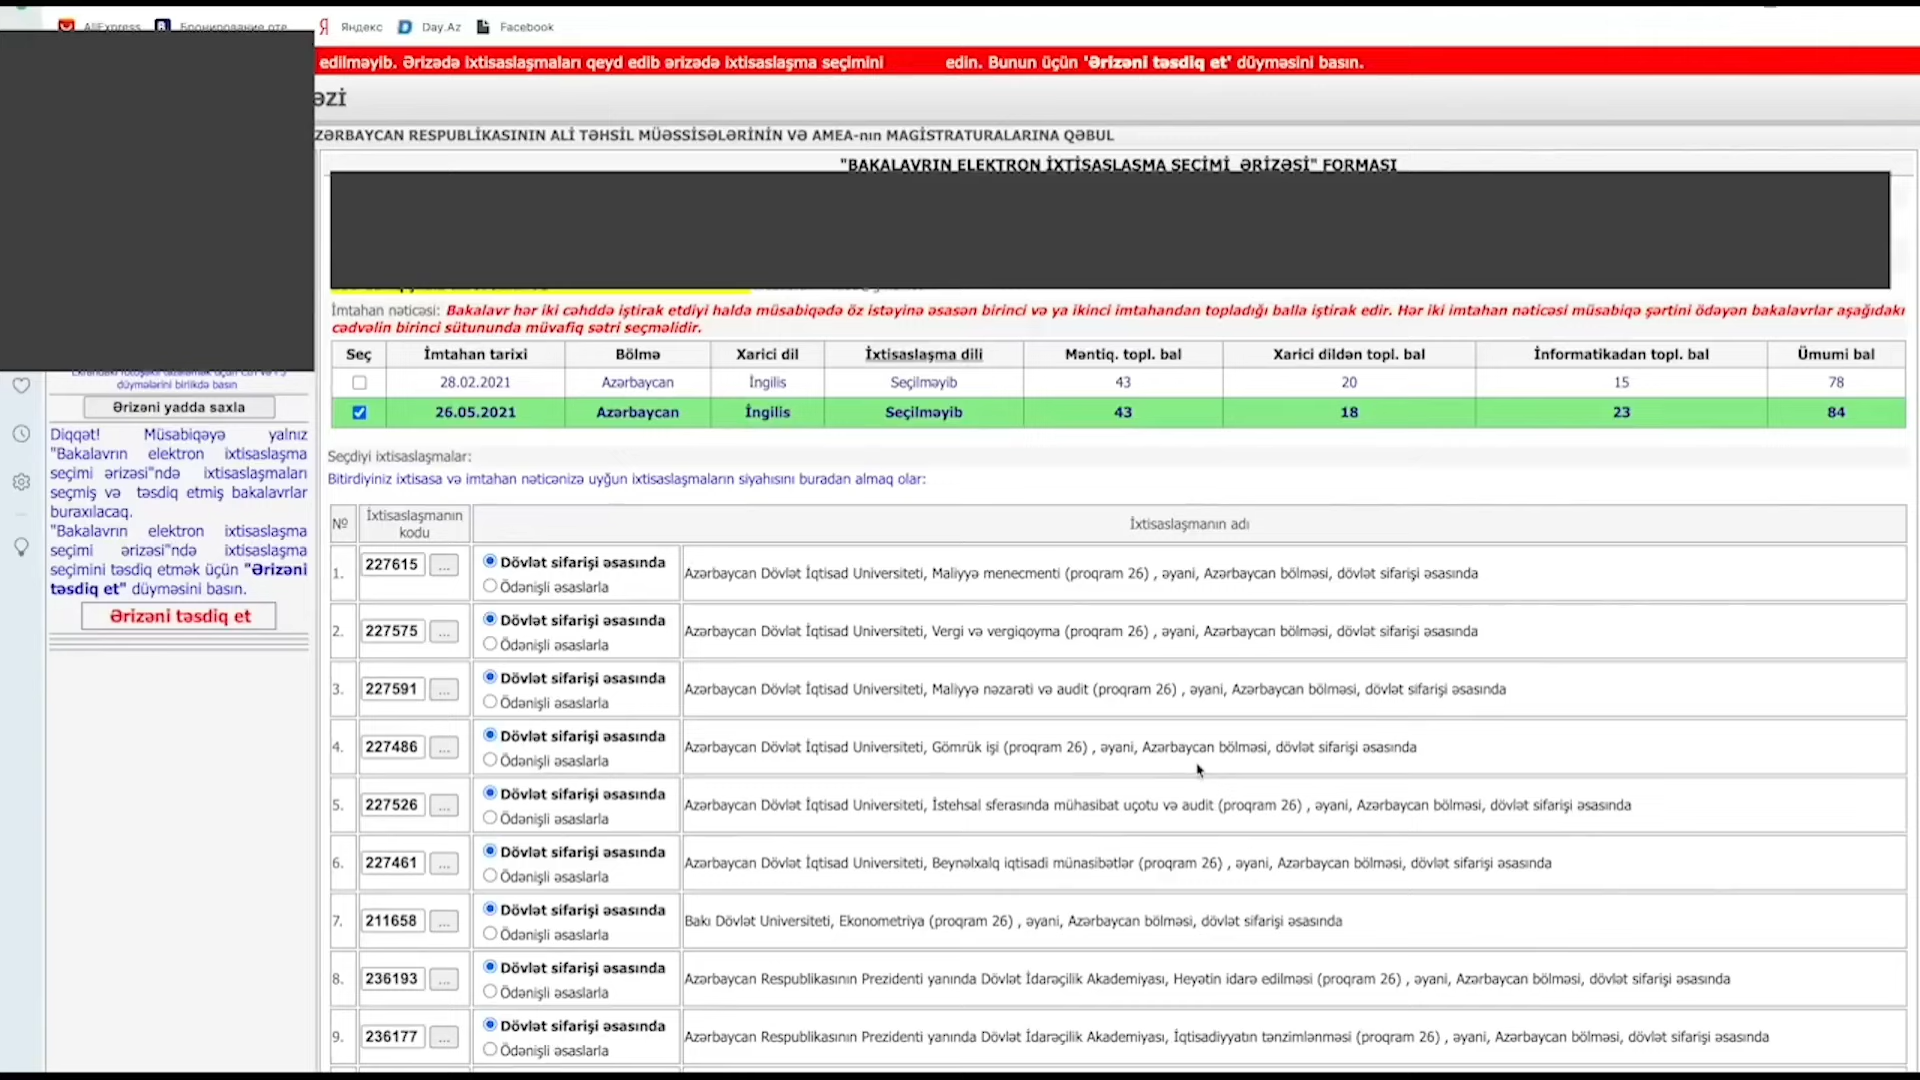 AliExpress Бронирование оте Яндекс Day.Az Facebook
edilməyib. Ərizədə ixtisaslaşmaları qeyd edib ərizədə ixtisaslaşma seçimini edin. Bunun üçün 'Ərizəni təsdiq et' düyməsini basın.
əzi
ZƏRBAYCAN RESPUBLİKASININ ALİ TƏHSİL MÜƏSSİSƏLƏRİNİN VƏ AMEA-nın MAGİSTRATURALARINA QƏBUL
"BAKALAVRIN ELEKTRON İXTİSASLAŞMA SEÇİMİ ƏRİZƏSİ" FORMASI
İmtahan nəticəsi: Bakalavr hər iki cəhddə iştirak etdiyi halda müsabiqədə öz istəyinə əsasən birinci və ya ikinci imtahandan topladığı balla iştirak edir. Hər iki imtahan nəticəsi müsabiqə şərtini ödəyən bakalavrlar aşağıdakı
cədvəlin birinci sütununda müvafiq sətri seçməlidir.
Seç İmtahan tarixi Bölmə Xarici dil İxtisaslaşma dili Məntiq. topl. bal Xarici dildən topl. bal İnformatikadan topl. bal Ümumi bal
28.02.2021 Azərbaycan İngilis Seçilməyib 43 20 15 78
26.05.2021 Azərbaycan İngilis Seçilməyib 43 18 23 84
düymələrini birlikdə basın
Ərizəni yadda saxla
Diqqət! Müsabiqəyə yalnız
"Bakalavrın elektron ixtisaslaşma
seçimi ərizəsi"ndə ixtisaslaşmaları
seçmiş və təsdiq etmiş bakalavrlar
buraxılacaq.
"Bakalavrın elektron ixtisaslaşma
seçimi ərizəsi"ndə ixtisaslaşma
seçimini təsdiq etmək üçün "Ərizəni
təsdiq et" düyməsini basın.
Ərizəni təsdiq et
Seçdiyi ixtisaslaşmalar:
Bitirdiyiniz ixtisasa və imtahan nəticənizə uyğun ixtisaslaşmaların siyahısını buradan almaq olar:
№ İxtisaslaşmanın kodu İxtisaslaşmanın adı
1. 227615 ... Dövlət sifarişi əsasında Azərbaycan Dövlət İqtisad Universiteti, Maliyyə menecmenti (proqram 26) , əyani, Azərbaycan bölməsi, dövlət sifarişi əsasında
Ödənişli əsaslarla
2. 227575 ... Dövlət sifarişi əsasında Azərbaycan Dövlət İqtisad Universiteti, Vergi və vergiqoyma (proqram 26) , əyani, Azərbaycan bölməsi, dövlət sifarişi əsasında
Ödənişli əsaslarla
3. 227591 ... Dövlət sifarişi əsasında Azərbaycan Dövlət İqtisad Universiteti, Maliyyə nəzarəti və audit (proqram 26) , əyani, Azərbaycan bölməsi, dövlət sifarişi əsasında
Ödənişli əsaslarla
4. 227486 ... Dövlət sifarişi əsasında Azərbaycan Dövlət İqtisad Universiteti, Gömrük işi (proqram 26) , əyani, Azərbaycan bölməsi, dövlət sifarişi əsasında
Ödənişli əsaslarla
5. 227526 ... Dövlət sifarişi əsasında Azərbaycan Dövlət İqtisad Universiteti, İstehsal sferasında mühasibat uçotu və audit (proqram 26) , əyani, Azərbaycan bölməsi, dövlət sifarişi əsasında
Ödənişli əsaslarla
6. 227461 ... Dövlət sifarişi əsasında Azərbaycan Dövlət İqtisad Universiteti, Beynəlxalq iqtisadi münasibətlər (proqram 26) , əyani, Azərbaycan bölməsi, dövlət sifarişi əsasında
Ödənişli əsaslarla
7. 211658 ... Dövlət sifarişi əsasında Bakı Dövlət Universiteti, Ekonometriya (proqram 26) , əyani, Azərbaycan bölməsi, dövlət sifarişi əsasında
Ödənişli əsaslarla
8. 236193 ... Dövlət sifarişi əsasında Azərbaycan Respublikasının Prezidenti yanında Dövlət İdarəçilik Akademiyası, Heyətin idarə edilməsi (proqram 26) , əyani, Azərbaycan bölməsi, dövlət sifarişi əsasında
Ödənişli əsaslarla
9. 236177 ... Dövlət sifarişi əsasında Azərbaycan Respublikasının Prezidenti yanında Dövlət İdarəçilik Akademiyası, İqtisadiyyatın tənzimlənməsi (proqram 26) , əyani, Azərbaycan bölməsi, dövlət sifarişi əsasında
Ödənişli əsaslarla